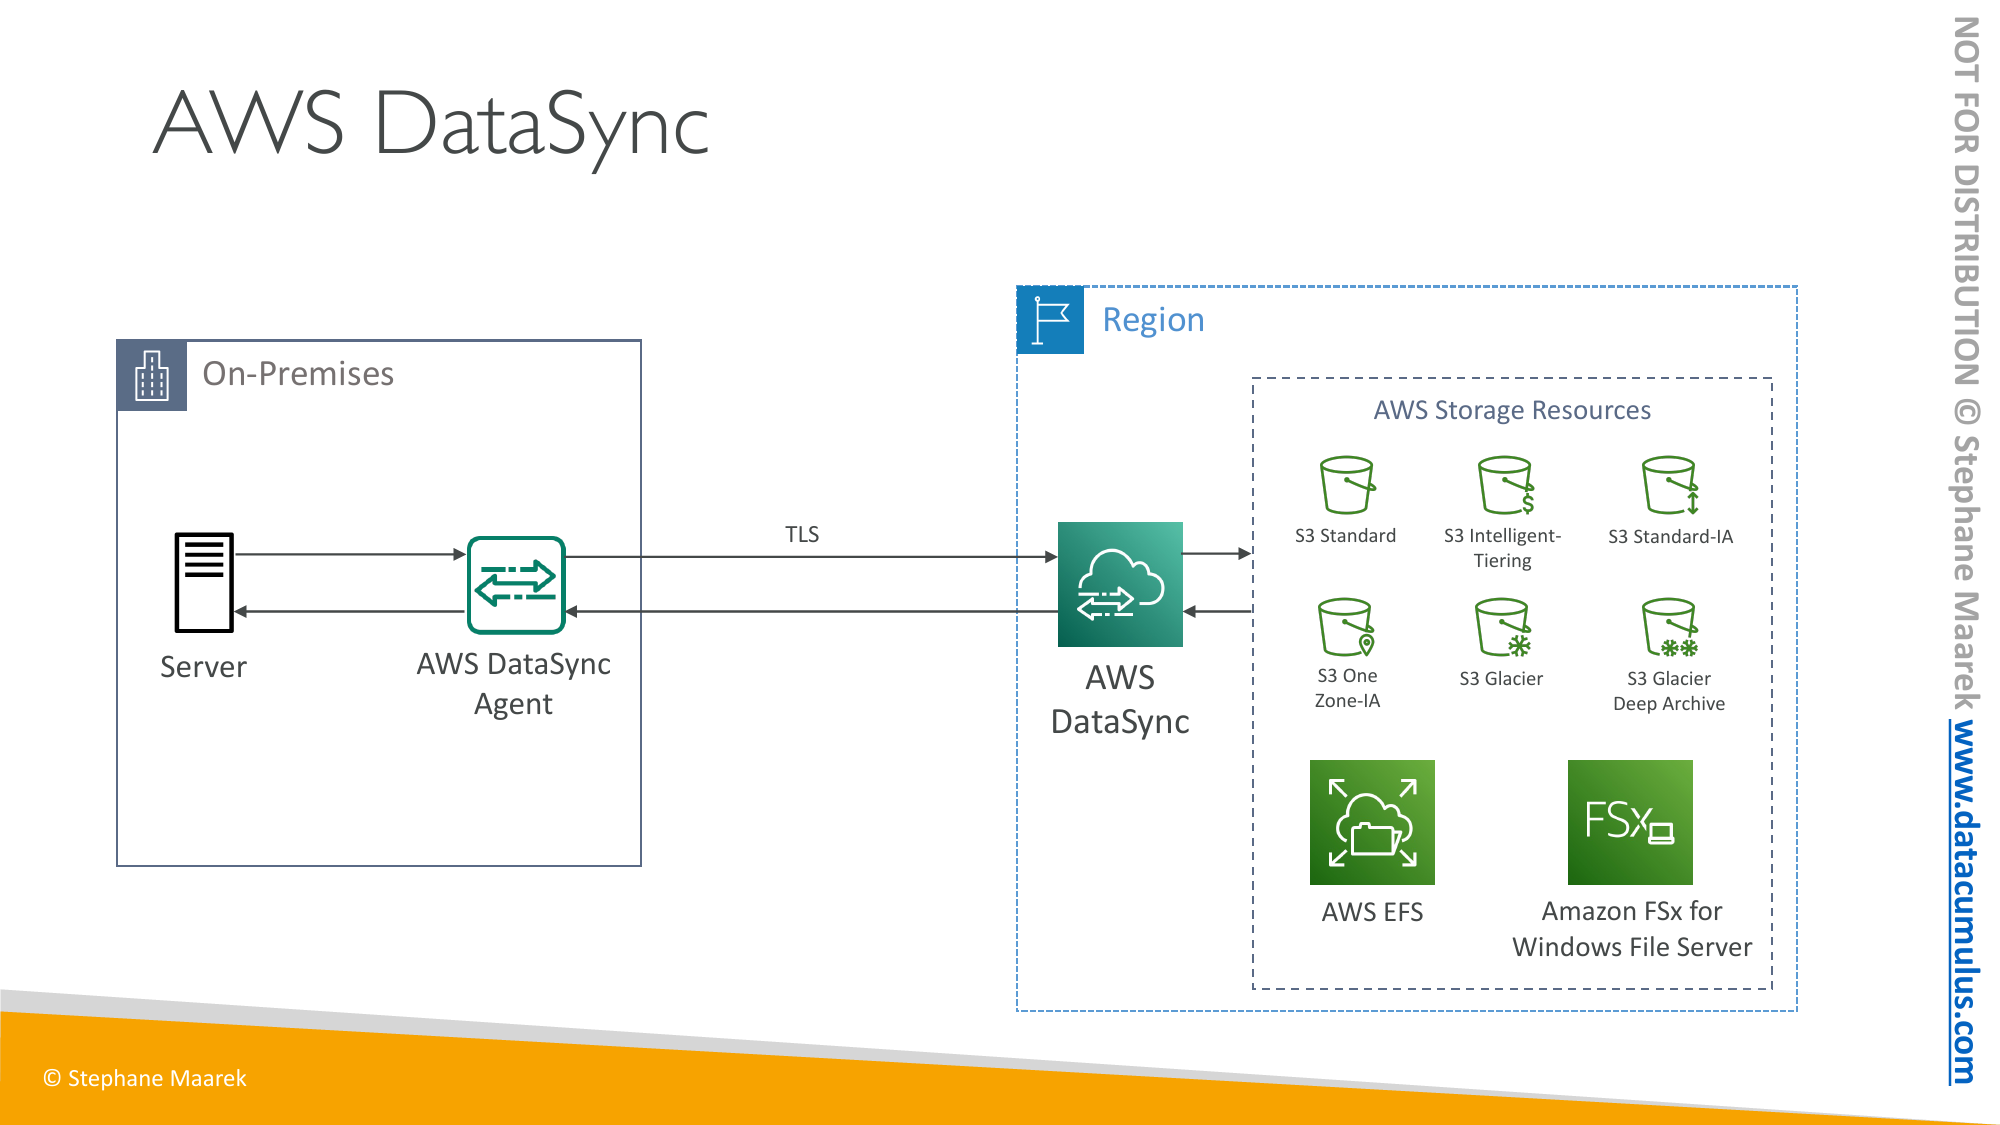 AWS DataSync
On-Premises
Server
AWS DataSync
Agent
TLS
Region
AWS
DataSync
AWS Storage Resources
S3 Standard
S3 Intelligent-
Tiering
S3 Standard-IA
S3 One
Zone-IA
S3 Glacier
S3 Glacier
Deep Archive
AWS EFS
FSx
Amazon FSx for
Windows File Server
© Stephane Maarek
NOT FOR DISTRIBUTION © Stephane Maarek www.datacumulus.com